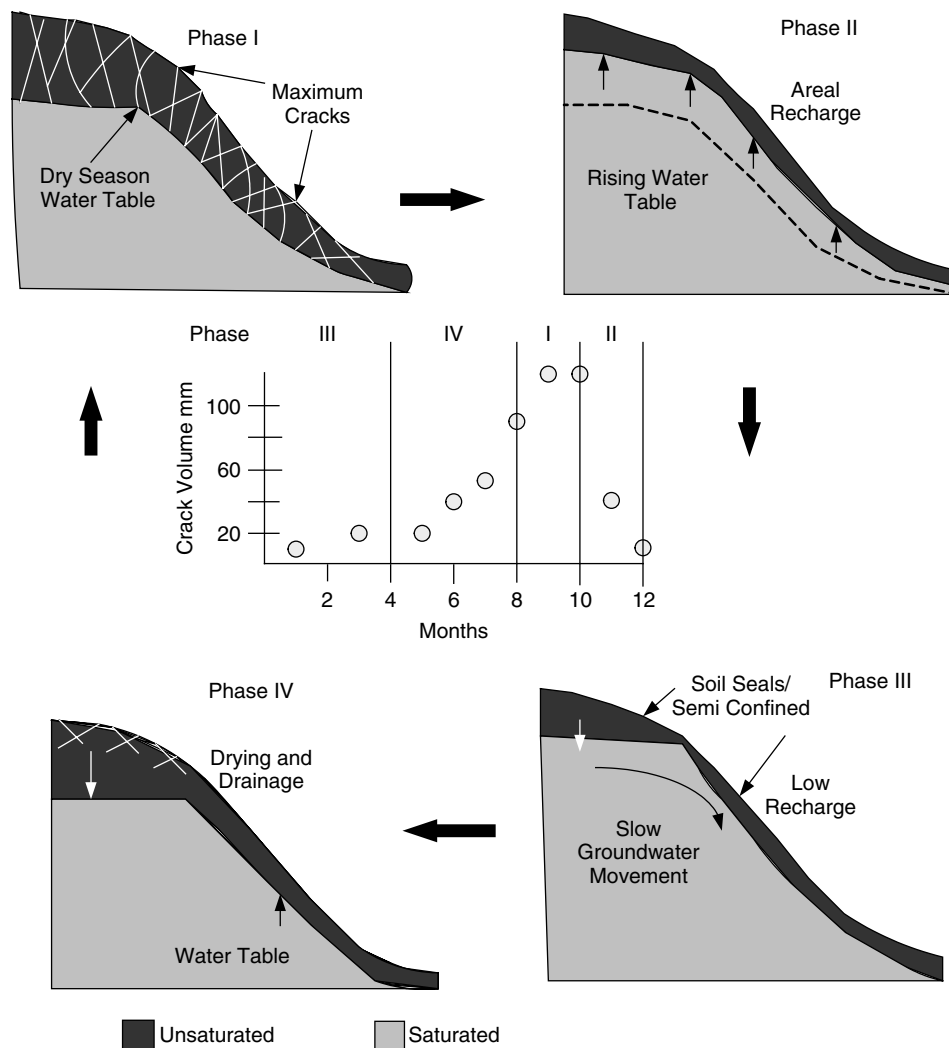 Phase I
Maximum
Cracks
Dry Season
Water Table
Phase II
Areal
Recharge
Rising Water
Table
Phase
III
IV
I
II
Crack Volume mm
100
60
20
2
4
6
8
10
12
Months
Phase IV
Drying and
Drainage
Water Table
Soil Seals/
Semi Confined
Phase III
Low
Recharge
Slow
Groundwater
Movement
Unsaturated
Saturated